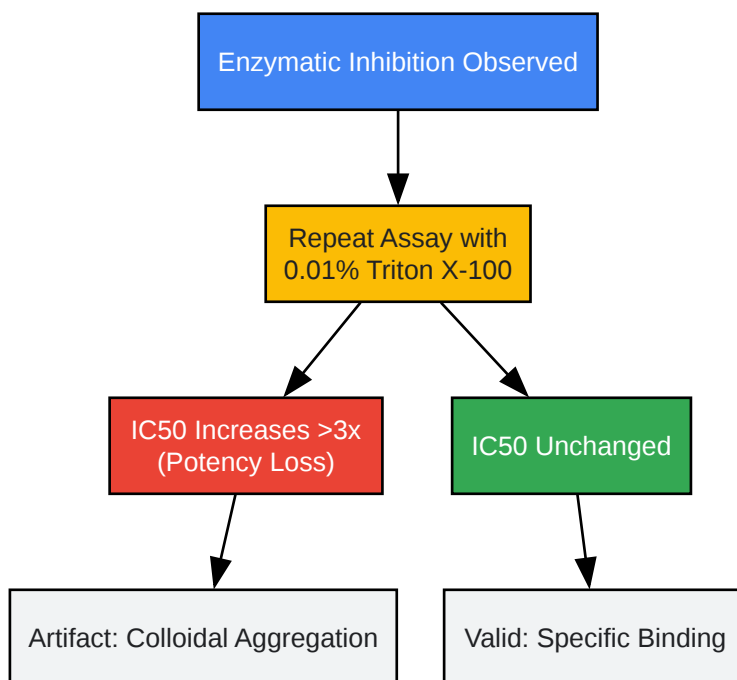 Enzymatic Inhibition Observed
Repeat Assay with
0.01% Triton X-100
IC50 Increases >3x
(Potency Loss)
IC50 Unchanged
Artifact: Colloidal Aggregation
Valid: Specific Binding